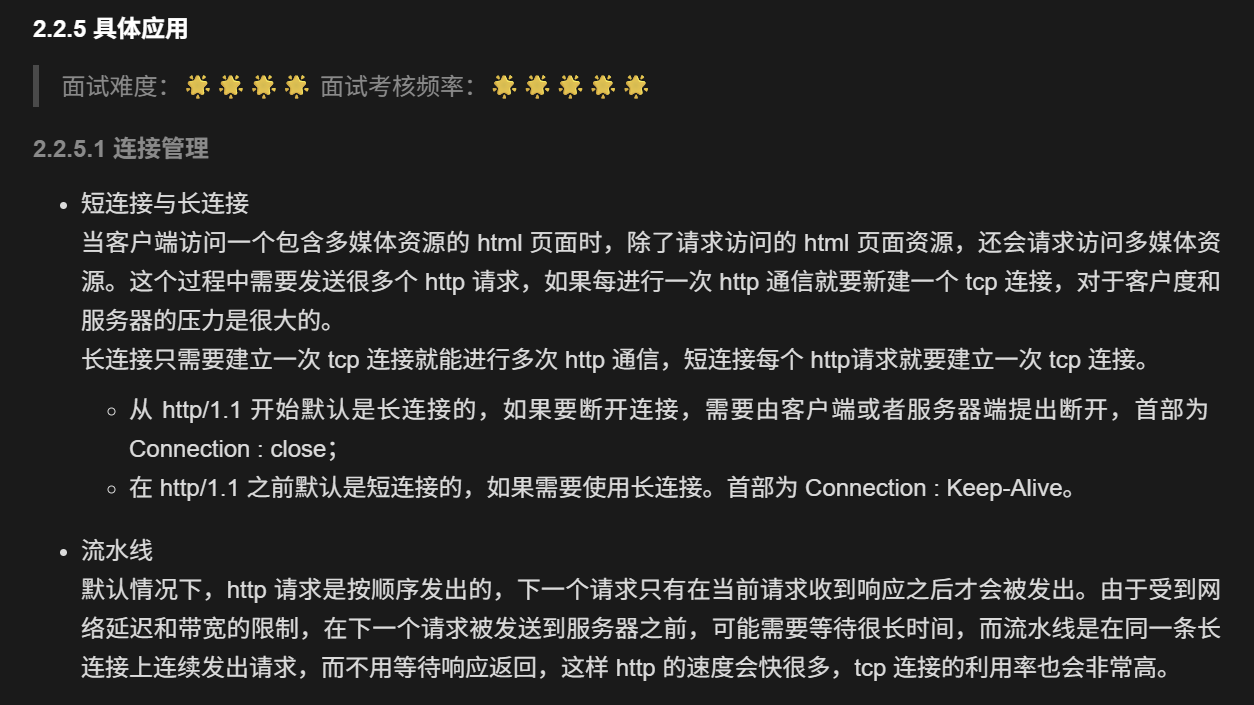 2.2.5 具体应用
面试难度：🌟 🌟 🌟 🌟 面试考核频率：🌟 🌟 🌟 🌟 🌟
2.2.5.1 连接管理
• 短连接与长连接
当客户端访问一个包含多媒体资源的 html 页面时，除了请求访问的 html 页面资源，还会请求访问多媒体资
源。这个过程中需要发送很多个 http 请求，如果每进行一次 http 通信就要新建一个 tcp 连接，对于客户度和
服务器的压力是很大的。
长连接只需要建立一次 tcp 连接就能进行多次 http 通信，短连接每个 http请求就要建立一次 tcp 连接。
◦ 从 http/1.1 开始默认是长连接的，如果要断开连接，需要由客户端或者服务器端提出断开，首部为
Connection : close；
◦ 在 http/1.1 之前默认是短连接的，如果需要使用长连接。首部为 Connection : Keep-Alive。
• 流水线
默认情况下，http 请求是按顺序发出的，下一个请求只有在当前请求收到响应之后才会被发出。由于受到网
络延迟和带宽的限制，在下一个请求被发送到服务器之前，可能需要等待很长时间，而流水线是在同一条长
连接上连续发出请求，而不用等待响应返回，这样 http 的速度会快很多，tcp 连接的利用率也会非常高。